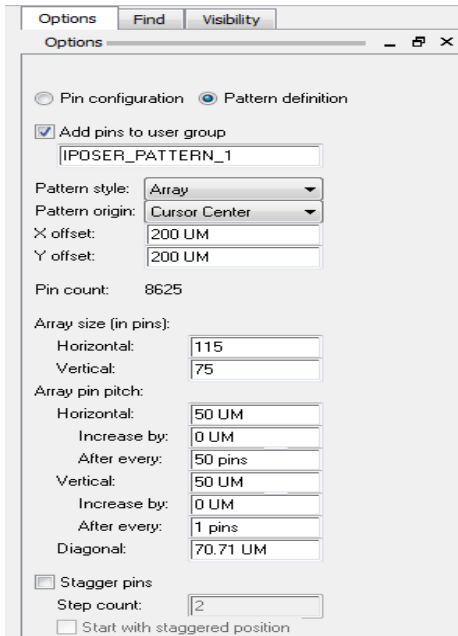 Options Find Visibility
Options
Pin configuration Pattern definition
Add pins to user group
IPOSER_PATTERN_1
Pattern style: Array
Pattern origin: Cursor Center
X offset: 200 UM
Y offset: 200 UM
Pin count: 8625
Array size (in pins):
Horizontal: 115
Vertical: 75
Array pin pitch:
Horizontal: 50 UM
Increase by: 0 UM
After every: 50 pins
Vertical: 50 UM
Increase by: 0 UM
After every: 1 pins
Diagonal: 70.71 UM
Stagger pins
Step count: 2
Start with staggered position